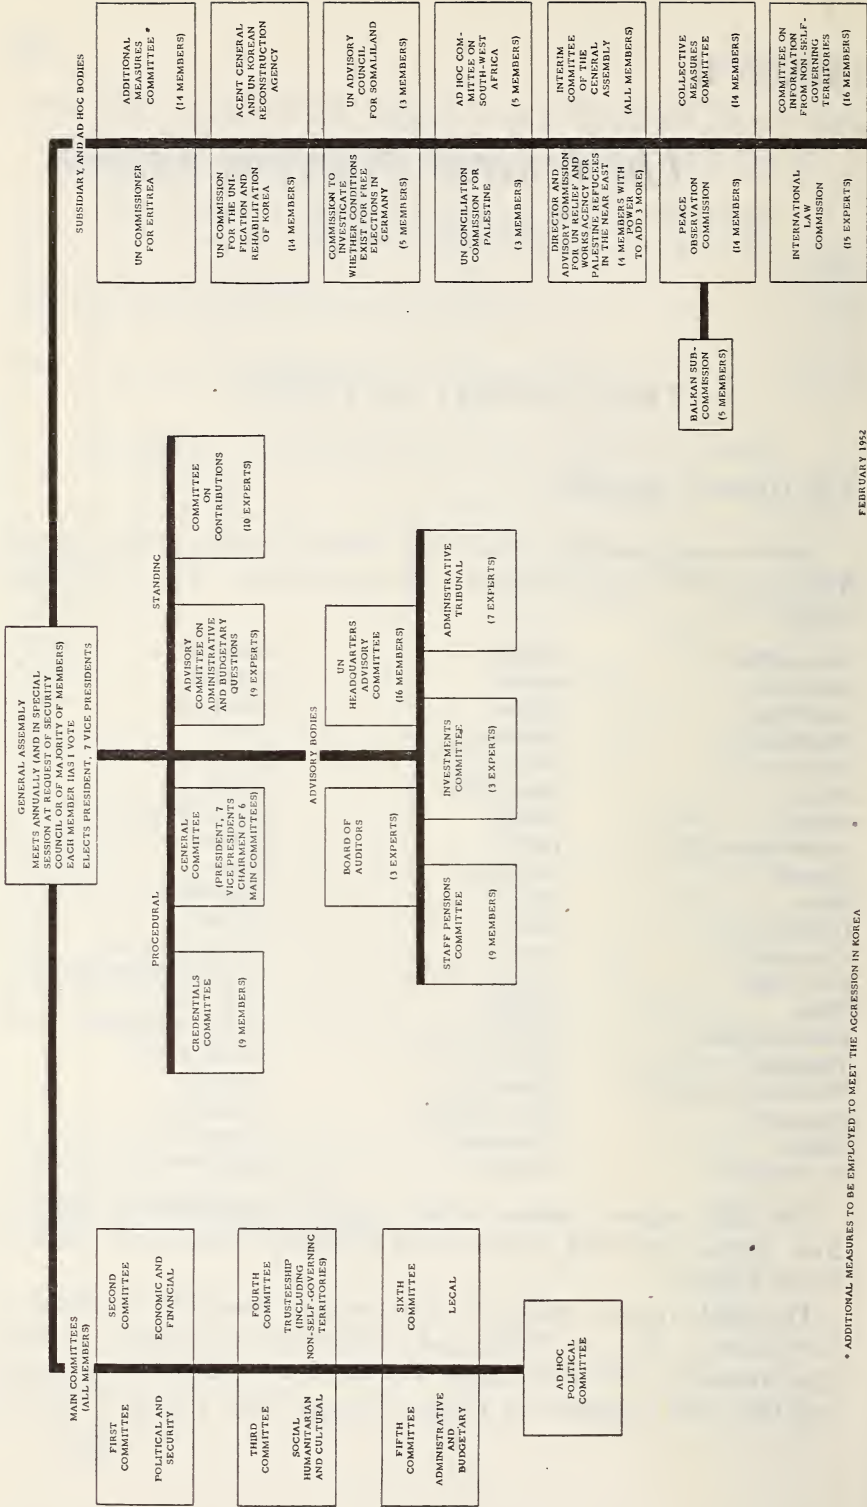 GENERAL ASSEMBLY
MEETS ANNUALLY (AND IN SPECIAL
SESSION AT REQUEST OF SECURITY
COUNCIL OR OF MAJORITY OF MEMBERS)
EACH MEMBER HAS 1 VOTE
ELECTS PRESIDENT, 7 VICE PRESIDENTS
MAIN COMMITTEES
(ALL MEMBERS)
FIRST
COMMITTEE
POLITICAL AND
SECURITY
SECOND
COMMITTEE
ECONOMIC AND
FINANCIAL
THIRD
COMMITTEE
SOCIAL
HUMANITARIAN
AND CULTURAL
FOURTH
COMMITTEE
TRUSTEESHIP
(INCLUDING
NON-SELF-GOVERNING
TERRITORIES)
FIFTH
COMMITTEE
ADMINISTRATIVE
AND
BUDGETARY
SIXTH
COMMITTEE
LEGAL
AD HOC
POLITICAL
COMMITTEE
PROCEDURAL
STANDING
CREDENTIALS
COMMITTEE
(9 MEMBERS)
GENERAL
COMMITTEE
(PRESIDENT, 7
VICE PRESIDENTS
CHAIRMEN OF 6
MAIN COMMITTEES)
ADVISORY
COMMITTEE ON
ADMINISTRATIVE
AND BUDGETARY
QUESTIONS
(9 EXPERTS)
COMMITTEE
ON
CONTRIBUTIONS
(10 EXPERTS)
ADVISORY BODIES
BOARD OF
AUDITORS
(3 EXPERTS)
UN
HEADQUARTERS
ADVISORY
COMMITTEE
(16 MEMBERS)
STAFF PENSIONS
COMMITTEE
(9 MEMBERS)
INVESTMENTS
COMMITTEE
(3 EXPERTS)
ADMINISTRATIVE
TRIBUNAL
(7 EXPERTS)
SUBSIDIARY, AND AD HOC BODIES
UN COMMISSIONER
FOR ERITREA
ADDITIONAL
MEASURES
COMMITTEE *
(14 MEMBERS)
UN COMMISSION
FOR THE UNI-
FICATION AND
REHABILITATION
OF KOREA
(14 MEMBERS)
AGENT GENERAL
AND UN KOREAN
RECONSTRUCTION
AGENCY
COMMISSION TO
INVESTIGATE
WHETHER CONDITIONS
EXIST FOR FREE
ELECTIONS IN
GERMANY
(5 MEMBERS)
UN ADVISORY
COUNCIL
FOR SOMALILAND
(3 MEMBERS)
UN CONCILIATION
COMMISSION FOR
PALESTINE
(3 MEMBERS)
AD HOC COM-
MITTEE ON
SOUTH-WEST
AFRICA
(5 MEMBERS)
DIRECTOR AND
ADVISORY COMMISSION
FOR UN RELIEF AND
WORKS AGENCY FOR
PALESTINE REFUGEES
IN THE NEAR EAST
(4 MEMBERS WITH
POWER
TO ADD 3 MORE)
INTERIM
COMMITTEE
OF THE
GENERAL
ASSEMBLY
(ALL MEMBERS)
BALKAN SUB-
COMMISSION
(5 MEMBERS)
PEACE
OBSERVATION
COMMISSION
(14 MEMBERS)
COLLECTIVE
MEASURES
COMMITTEE
(14 MEMBERS)
INTERNATIONAL
LAW
COMMISSION
(15 EXPERTS)
COMMITTEE ON
INFORMATION
FROM NON-SELF-
GOVERNING
TERRITORIES
(16 MEMBERS)
* ADDITIONAL MEASURES TO BE EMPLOYED TO MEET THE AGGRESSION IN KOREA
FEBRUARY 1952